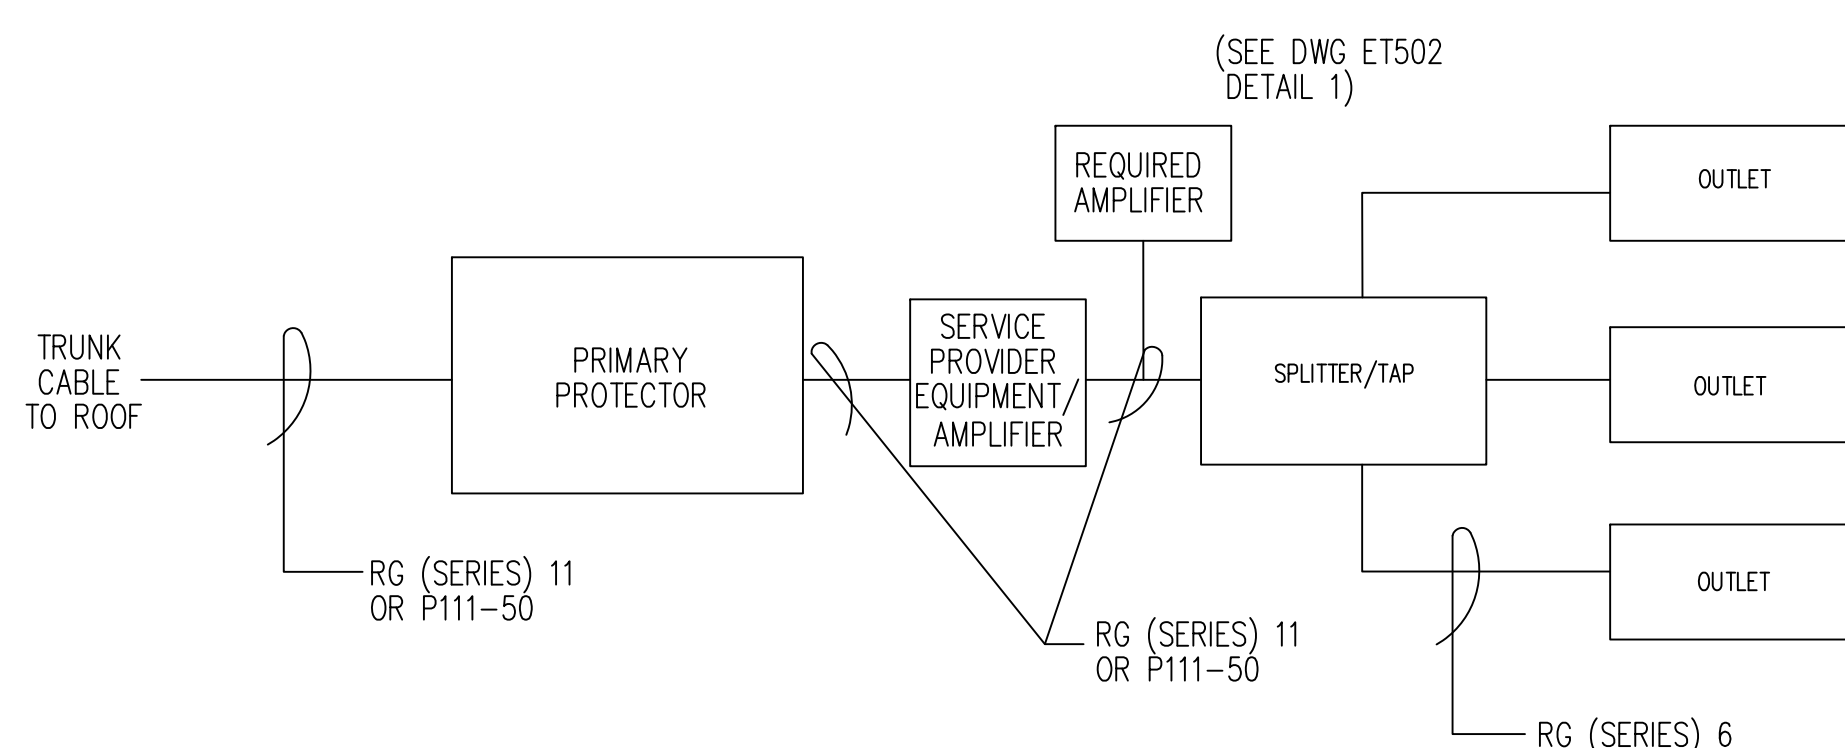 (SEE DWG ET502
DETAIL 1)
REQUIRED
AMPLIFIER
OUTLET
TRUNK
CABLE
TO ROOF
PRIMARY
PROTECTOR
SERVICE
PROVIDER
EQUIPMENT/
AMPLIFIER
SPLITTER/TAP
OUTLET
OUTLET
RG (SERIES) 11
OR P111-50
RG (SERIES) 11
OR P111-50
RG (SERIES) 6